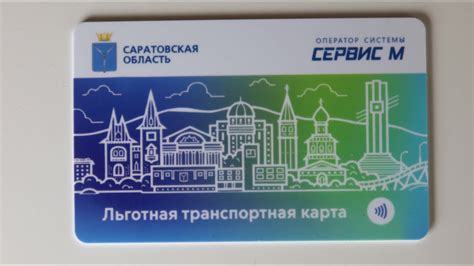 САРАТОВСКАЯ
ОБЛАСТЬ
ОПЕРАТОР СИСТЕМЫ
СЕРВИС М
Льготная транспортная карта